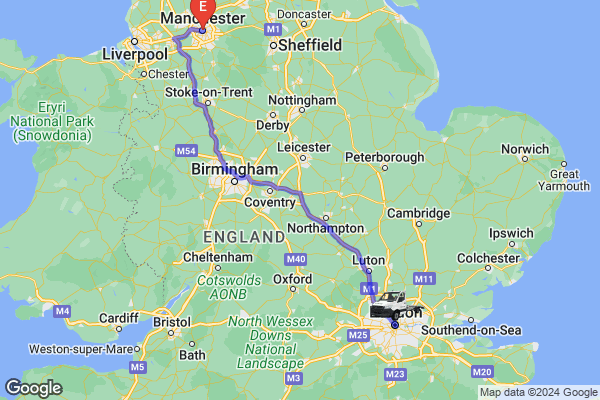 E
Manchester
Doncaster
M1
Liverpool
Sheffield
Chester
Eryri
National Park
(Snowdonia)
Stoke-on-Trent
Nottingham
Derby
M54
Leicester
Peterborough
Norwich
Great
Yarmouth
Birmingham
Coventry
Northampton
Cambridge
ENGLAND
Ipswich
M40
Cheltenham
Luton
M11
Colchester
Cotswolds
AONB
Oxford
M1
M4
Cardiff
Bristol
North Wessex
Downs
National
Landscape
M25
Southend-on-Sea
Weston-super-Mare
Bath
M5
M3
M23
M20
Google
Google
Map data ©2024 Google